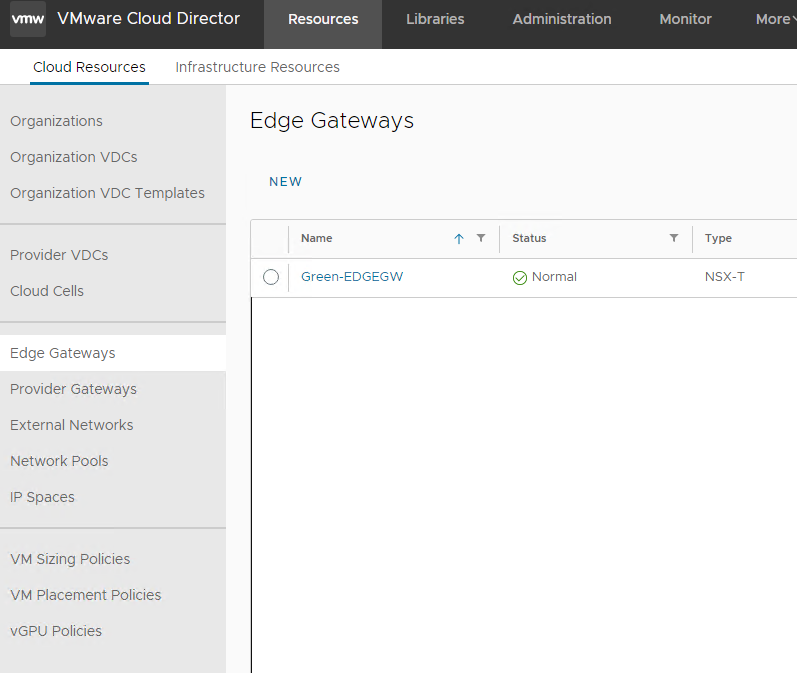 vmw VMware Cloud Director Resources Libraries Administration Monitor More
Cloud Resources Infrastructure Resources
Organizations
Organization VDCs
Organization VDC Templates
Provider VDCs
Cloud Cells
Edge Gateways
Provider Gateways
External Networks
Network Pools
IP Spaces
VM Sizing Policies
VM Placement Policies
vGPU Policies
Edge Gateways
NEW
Name Status Type
Green-EDGEGW Normal NSX-T